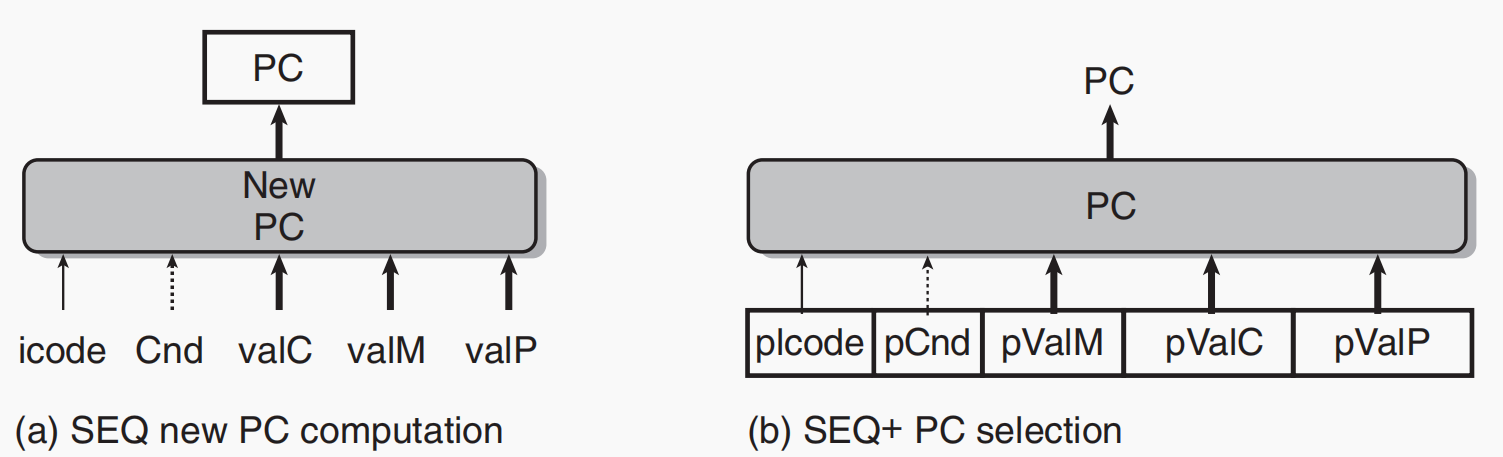 PC
New
PC
icode Cnd valC valM valP
(a) SEQ new PC computation
PC
PC
pIcode pCnd pValM pValC pValP
(b) SEQ+ PC selection